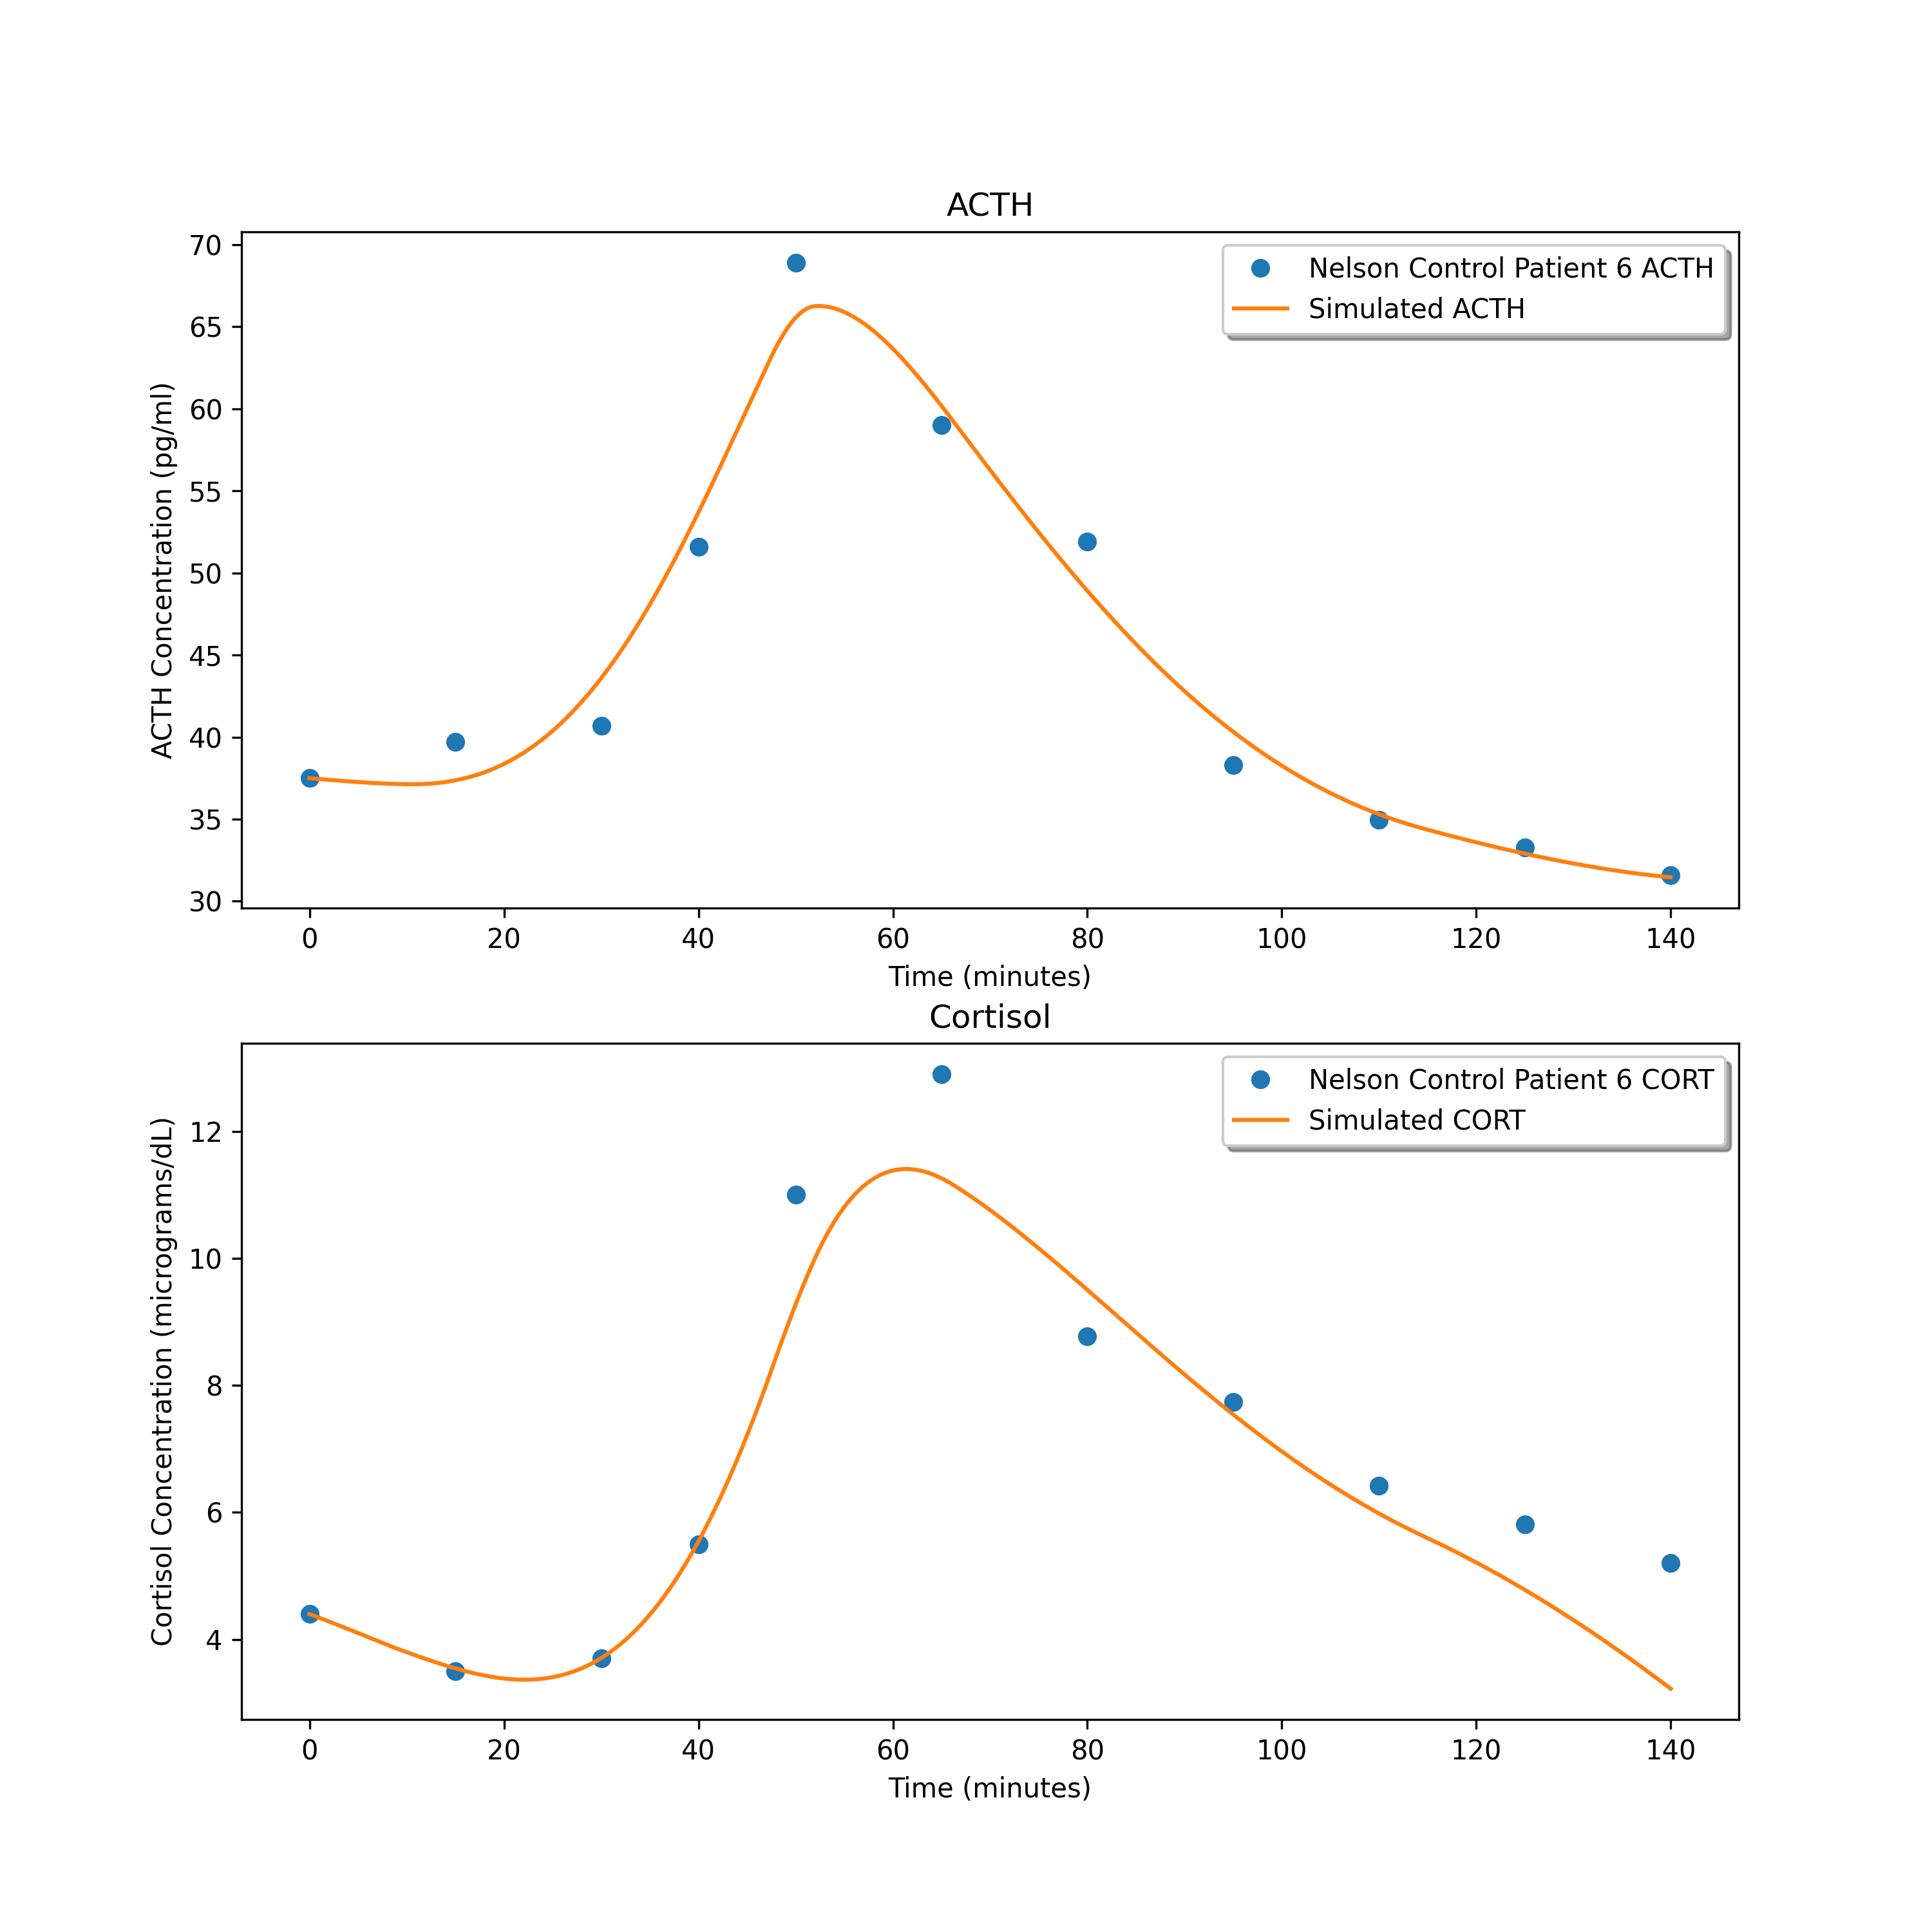 ACTH
70
65
60
55
50
45
40
35
30
ACTH Concentration (pg/ml)
Nelson Control Patient 6 ACTH
Simulated ACTH
0 20 40 60 80 100 120 140
Time (minutes)
Cortisol
12
10
8
6
4
Cortisol Concentration (micrograms/dL)
Nelson Control Patient 6 CORT
Simulated CORT
0 20 40 60 80 100 120 140
Time (minutes)